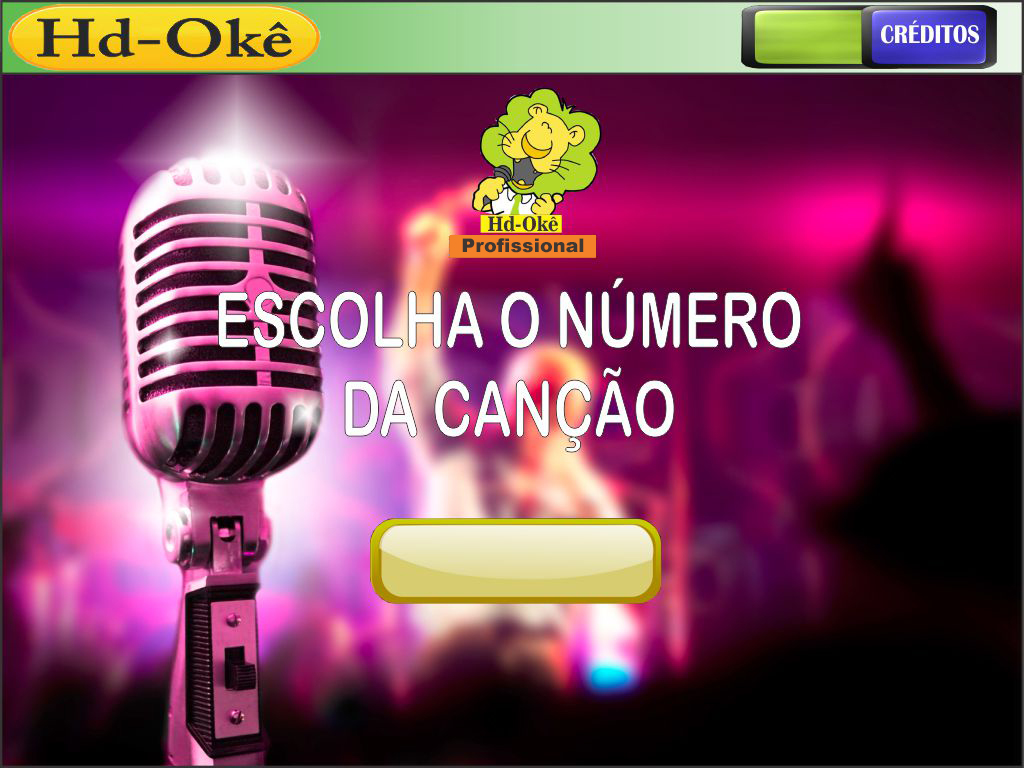 Hd-Okê
CRÉDITOS
Hd-Okê
Profissional
ESCOLHA O NÚMERO
DA CANÇÃO